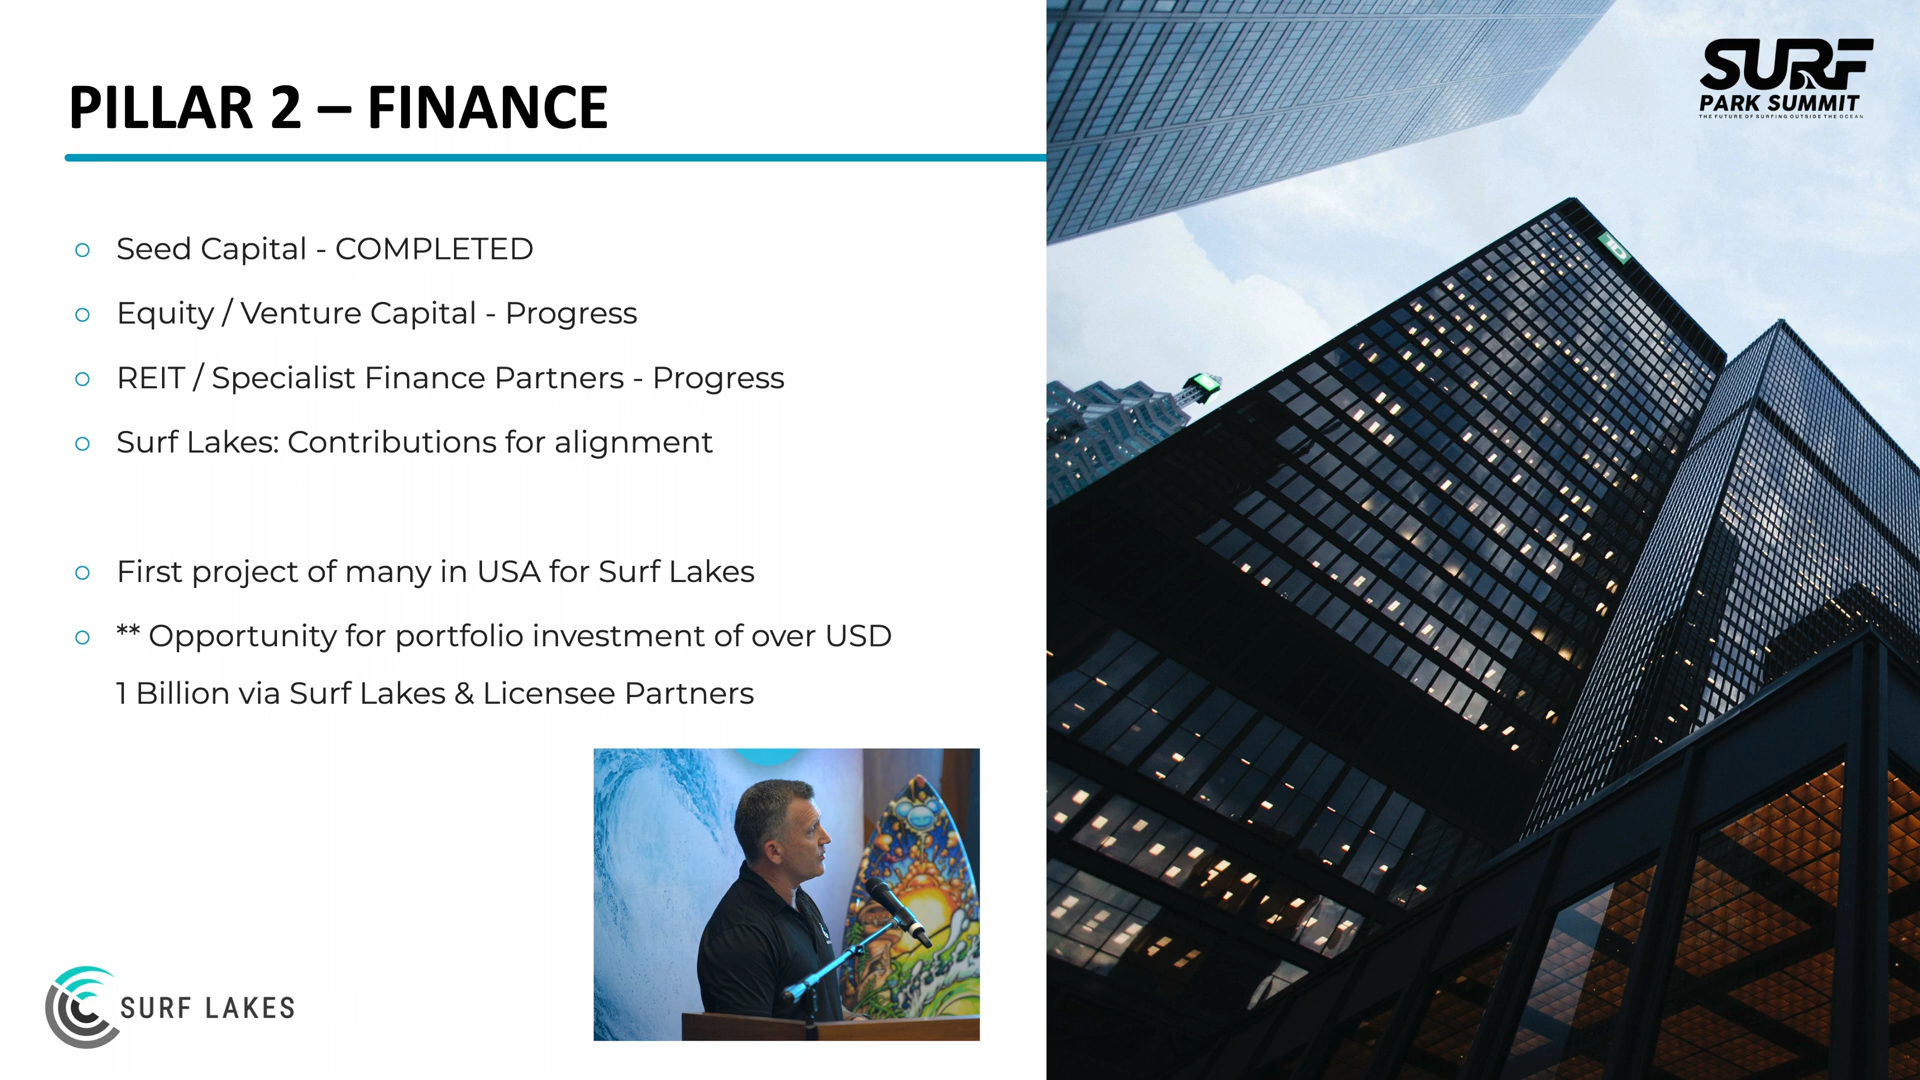 PILLAR 2 – FINANCE
SURF
PARK SUMMIT
THE FUTURE OF SURFING OUTSIDE THE OCEAN
Seed Capital - COMPLETED
Equity / Venture Capital - Progress
REIT / Specialist Finance Partners - Progress
Surf Lakes: Contributions for alignment
First project of many in USA for Surf Lakes
** Opportunity for portfolio investment of over USD
1 Billion via Surf Lakes & Licensee Partners
SURF LAKES
TD